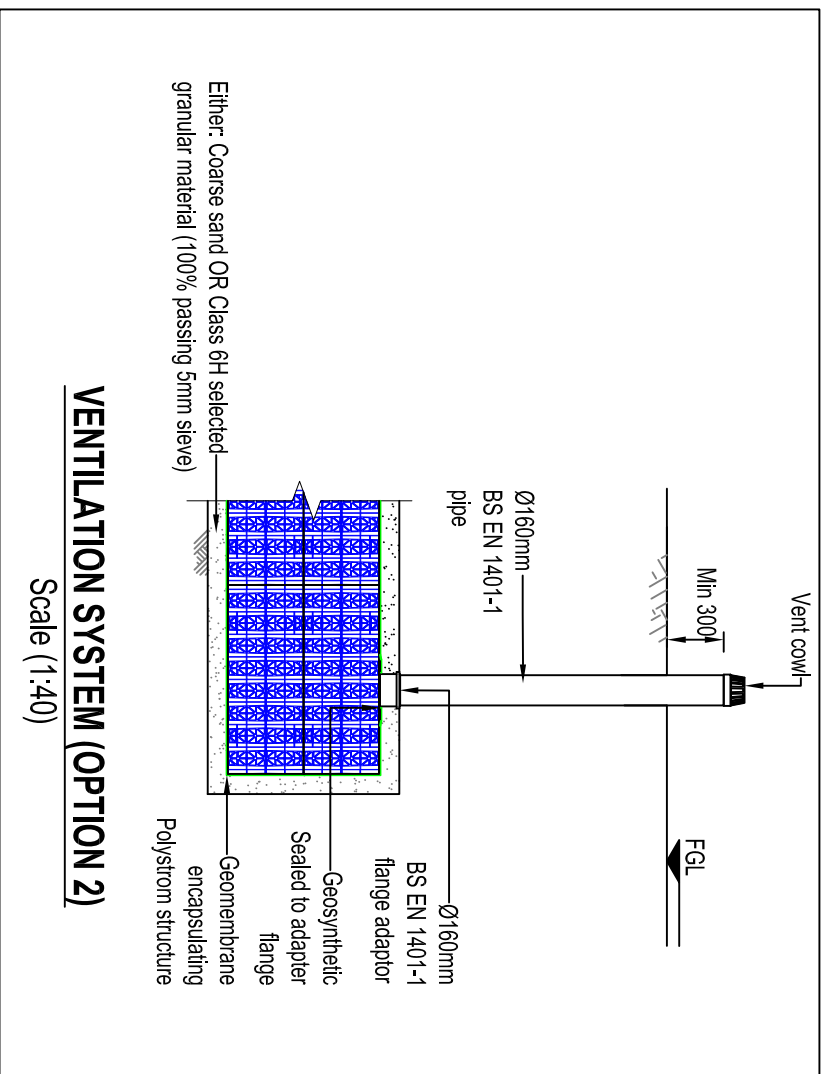 Vent cowl
Min 300
FGL
Ø160mm
BS EN 1401-1
pipe
Ø160mm
BS EN 1401-1
flange adaptor
Geosynthetic
Sealed to adapter
flange
Geomembrane
encapsulating
Polystrom structure
Either: Coarse sand OR Class 6H selected
granular material (100% passing 5mm sieve)
VENTILATION SYSTEM (OPTION 2)
Scale (1:40)